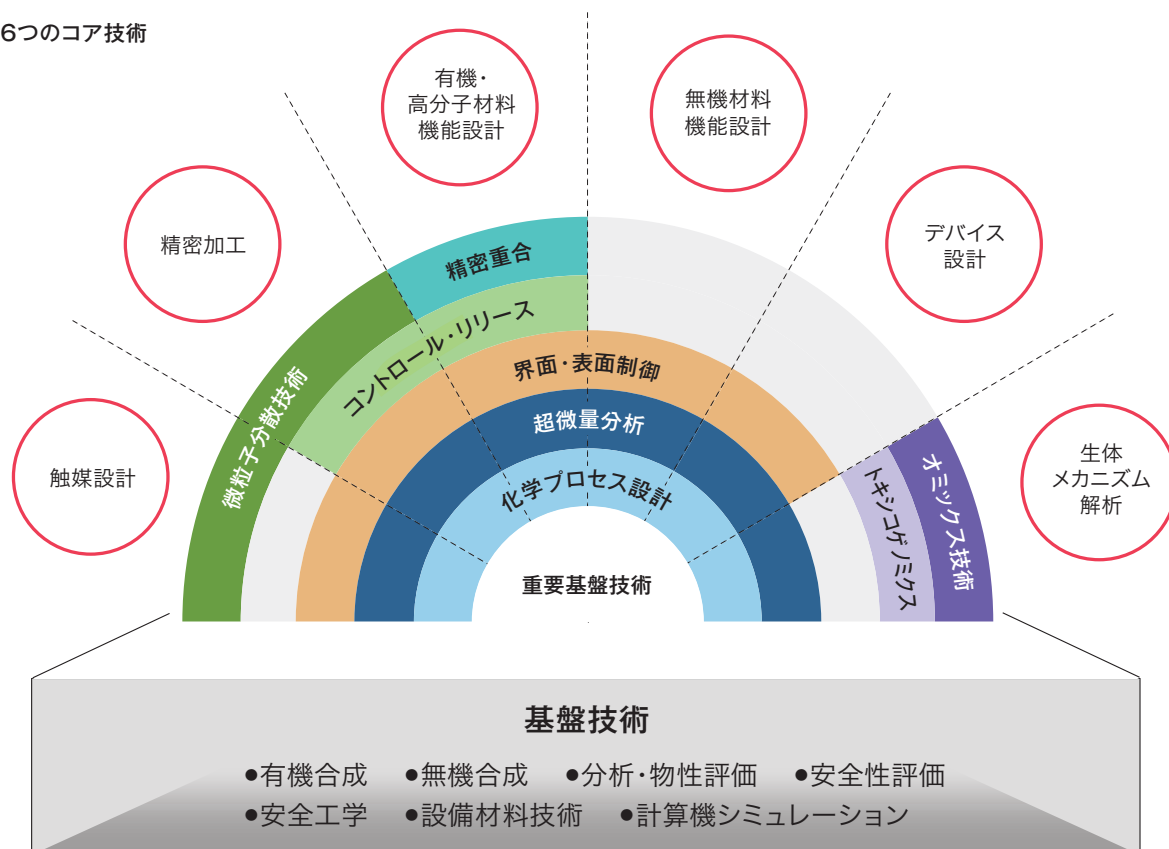 6つのコア技術
有機・
高分子材料
機能設計
無機材料
機能設計
精密加工
デバイス
設計
触媒設計
生体
メカニズム
解析
精密重合
コントロール・リリース
微粒子分散技術
界面・表面制御
超微量分析
化学プロセス設計
トキシコゲノミクス
オミックス技術
重要基盤技術
基盤技術
●有機合成 ●無機合成 ●分析・物性評価 ●安全性評価
●安全工学 ●設備材料技術 ●計算機シミュレーション